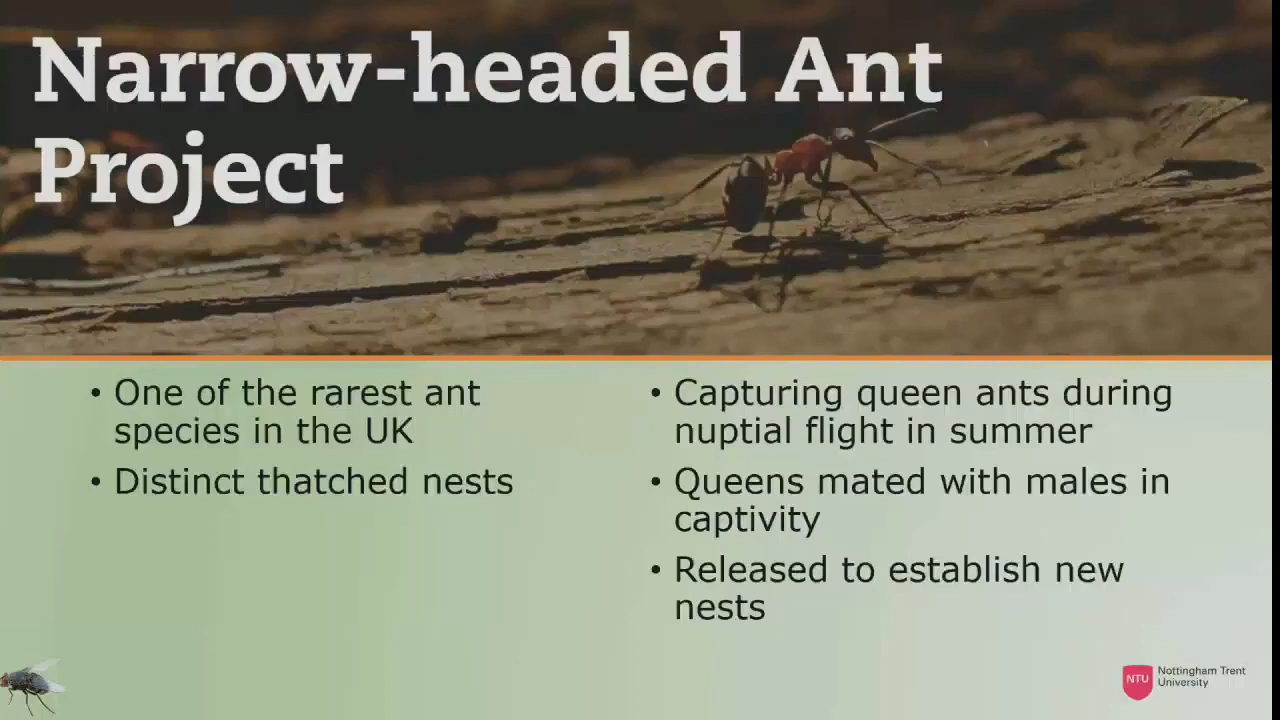 Narrow-headed Ant
Project
• One of the rarest ant
species in the UK
• Distinct thatched nests
• Capturing queen ants during
nuptial flight in summer
• Queens mated with males in
captivity
• Released to establish new
nests
NTU
Nottingham Trent
University